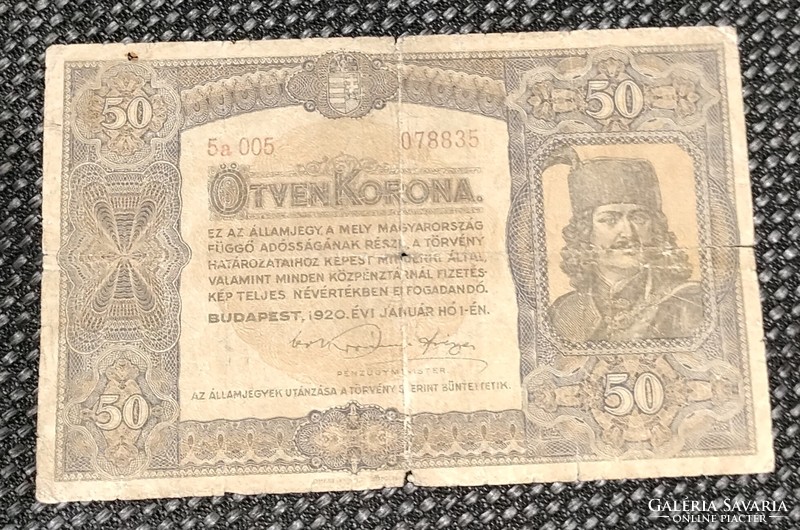 50
50
5a 005
078835
ÖTVEN KORONA.
EZ AZ ÁLLAMJEGY, A MELY MAGYARORSZÁG
FÜGGŐ ADÓSSÁGÁNAK RÉSZE, A TÖRVÉNY
HATÁROZATAIHOZ KÉPEST MINDENKI ÁLTAL,
VALAMINT MINDEN KÖZPÉNZTÁRNÁL FIZETÉS-
KÉP TELJES NÉVÉRTÉKBEN ELFOGADANDÓ.
BUDAPEST, 1920. ÉVI JANUÁR HÓ 1-ÉN.
PÉNZÜGYMINISTER
AZ ÁLLAMJEGYEK UTÁNZÁSA A TÖRVÉNY SZERINT BÜNTETTETIK.
50
50
GALÉRIA SAVARIA
ONLINE PIACTÉR